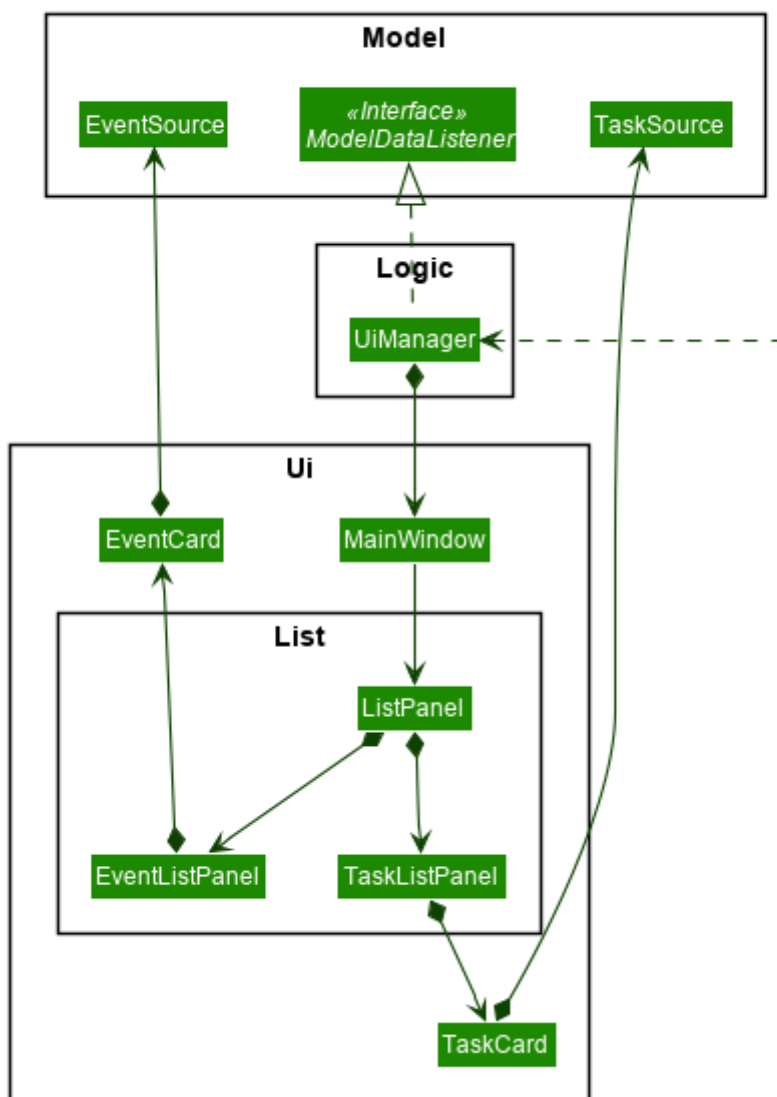 Model
EventSource
«Interface»
ModelDataListener
TaskSource
Logic
UiManager
Ui
EventCard
MainWindow
List
ListPanel
EventListPanel
TaskListPanel
TaskCard